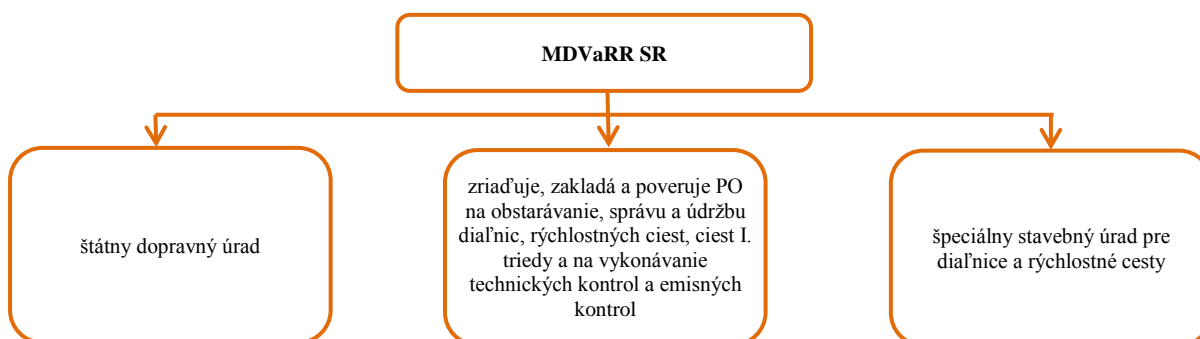 MDVaRR SR
štátny dopravný úrad
zriaďuje, zakladá a poveruje PO
na obstarávanie, správu a údržbu
diaľnic, rýchlostných ciest, ciest I.
triedy a na vykonávanie
technických kontrol a emisných
kontrol
špeciálny stavebný úrad pre
diaľnice a rýchlostné cesty